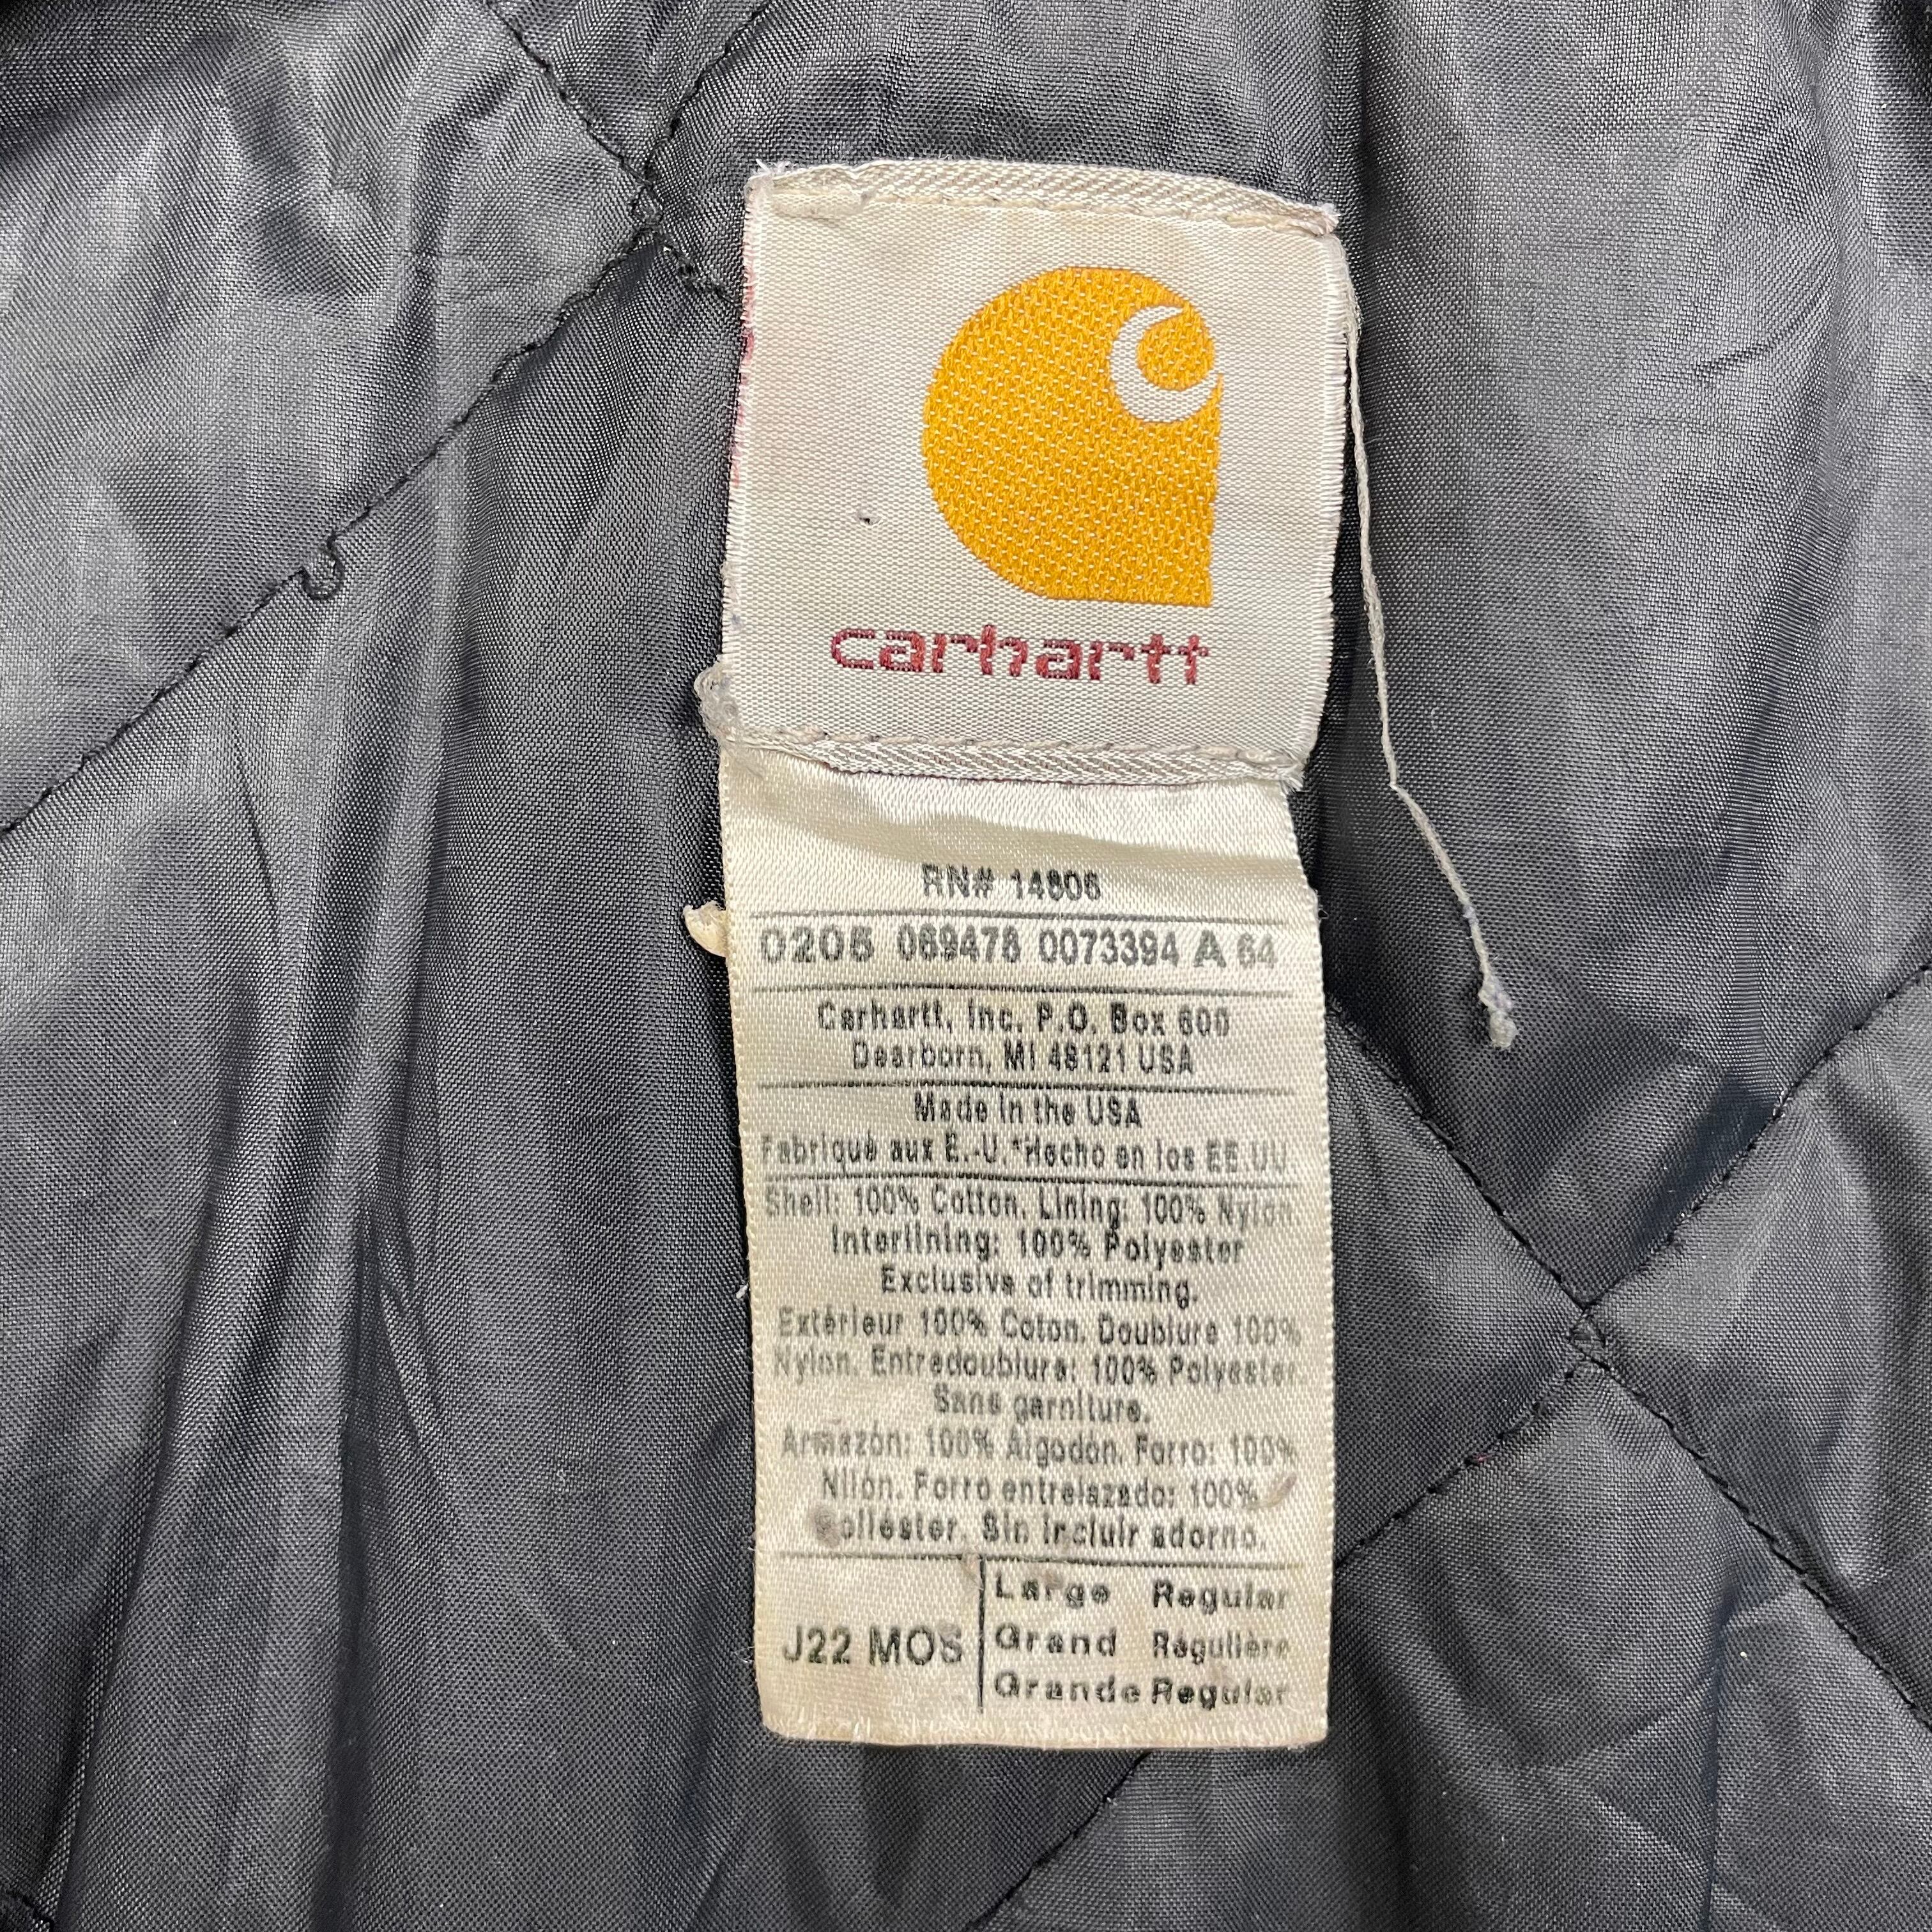 carhartt
RN# 14806
0205 069478 0073394 A 64
Carhartt, Inc. P.O. Box 600
Dearborn, MI 48121 USA
Made in the USA
Fabriqué aux E.-U.*Hecho en los EE.UU
Shell: 100% Cotton. Lining: 100% Nylon.
Interlining: 100% Polyester
Exclusive of trimming.
Extérieur 100% Coton. Doublure 100%
Nylon. Entredoublure: 100% Polyester.
Sans garniture.
Armazón: 100% Algodón. Forro: 100%
Nilón. Forro entrelazado: 100%
Poliéster. Sin incluir adorno.
Large Regular
J22 MOS Grand Régulière
Grande Regular